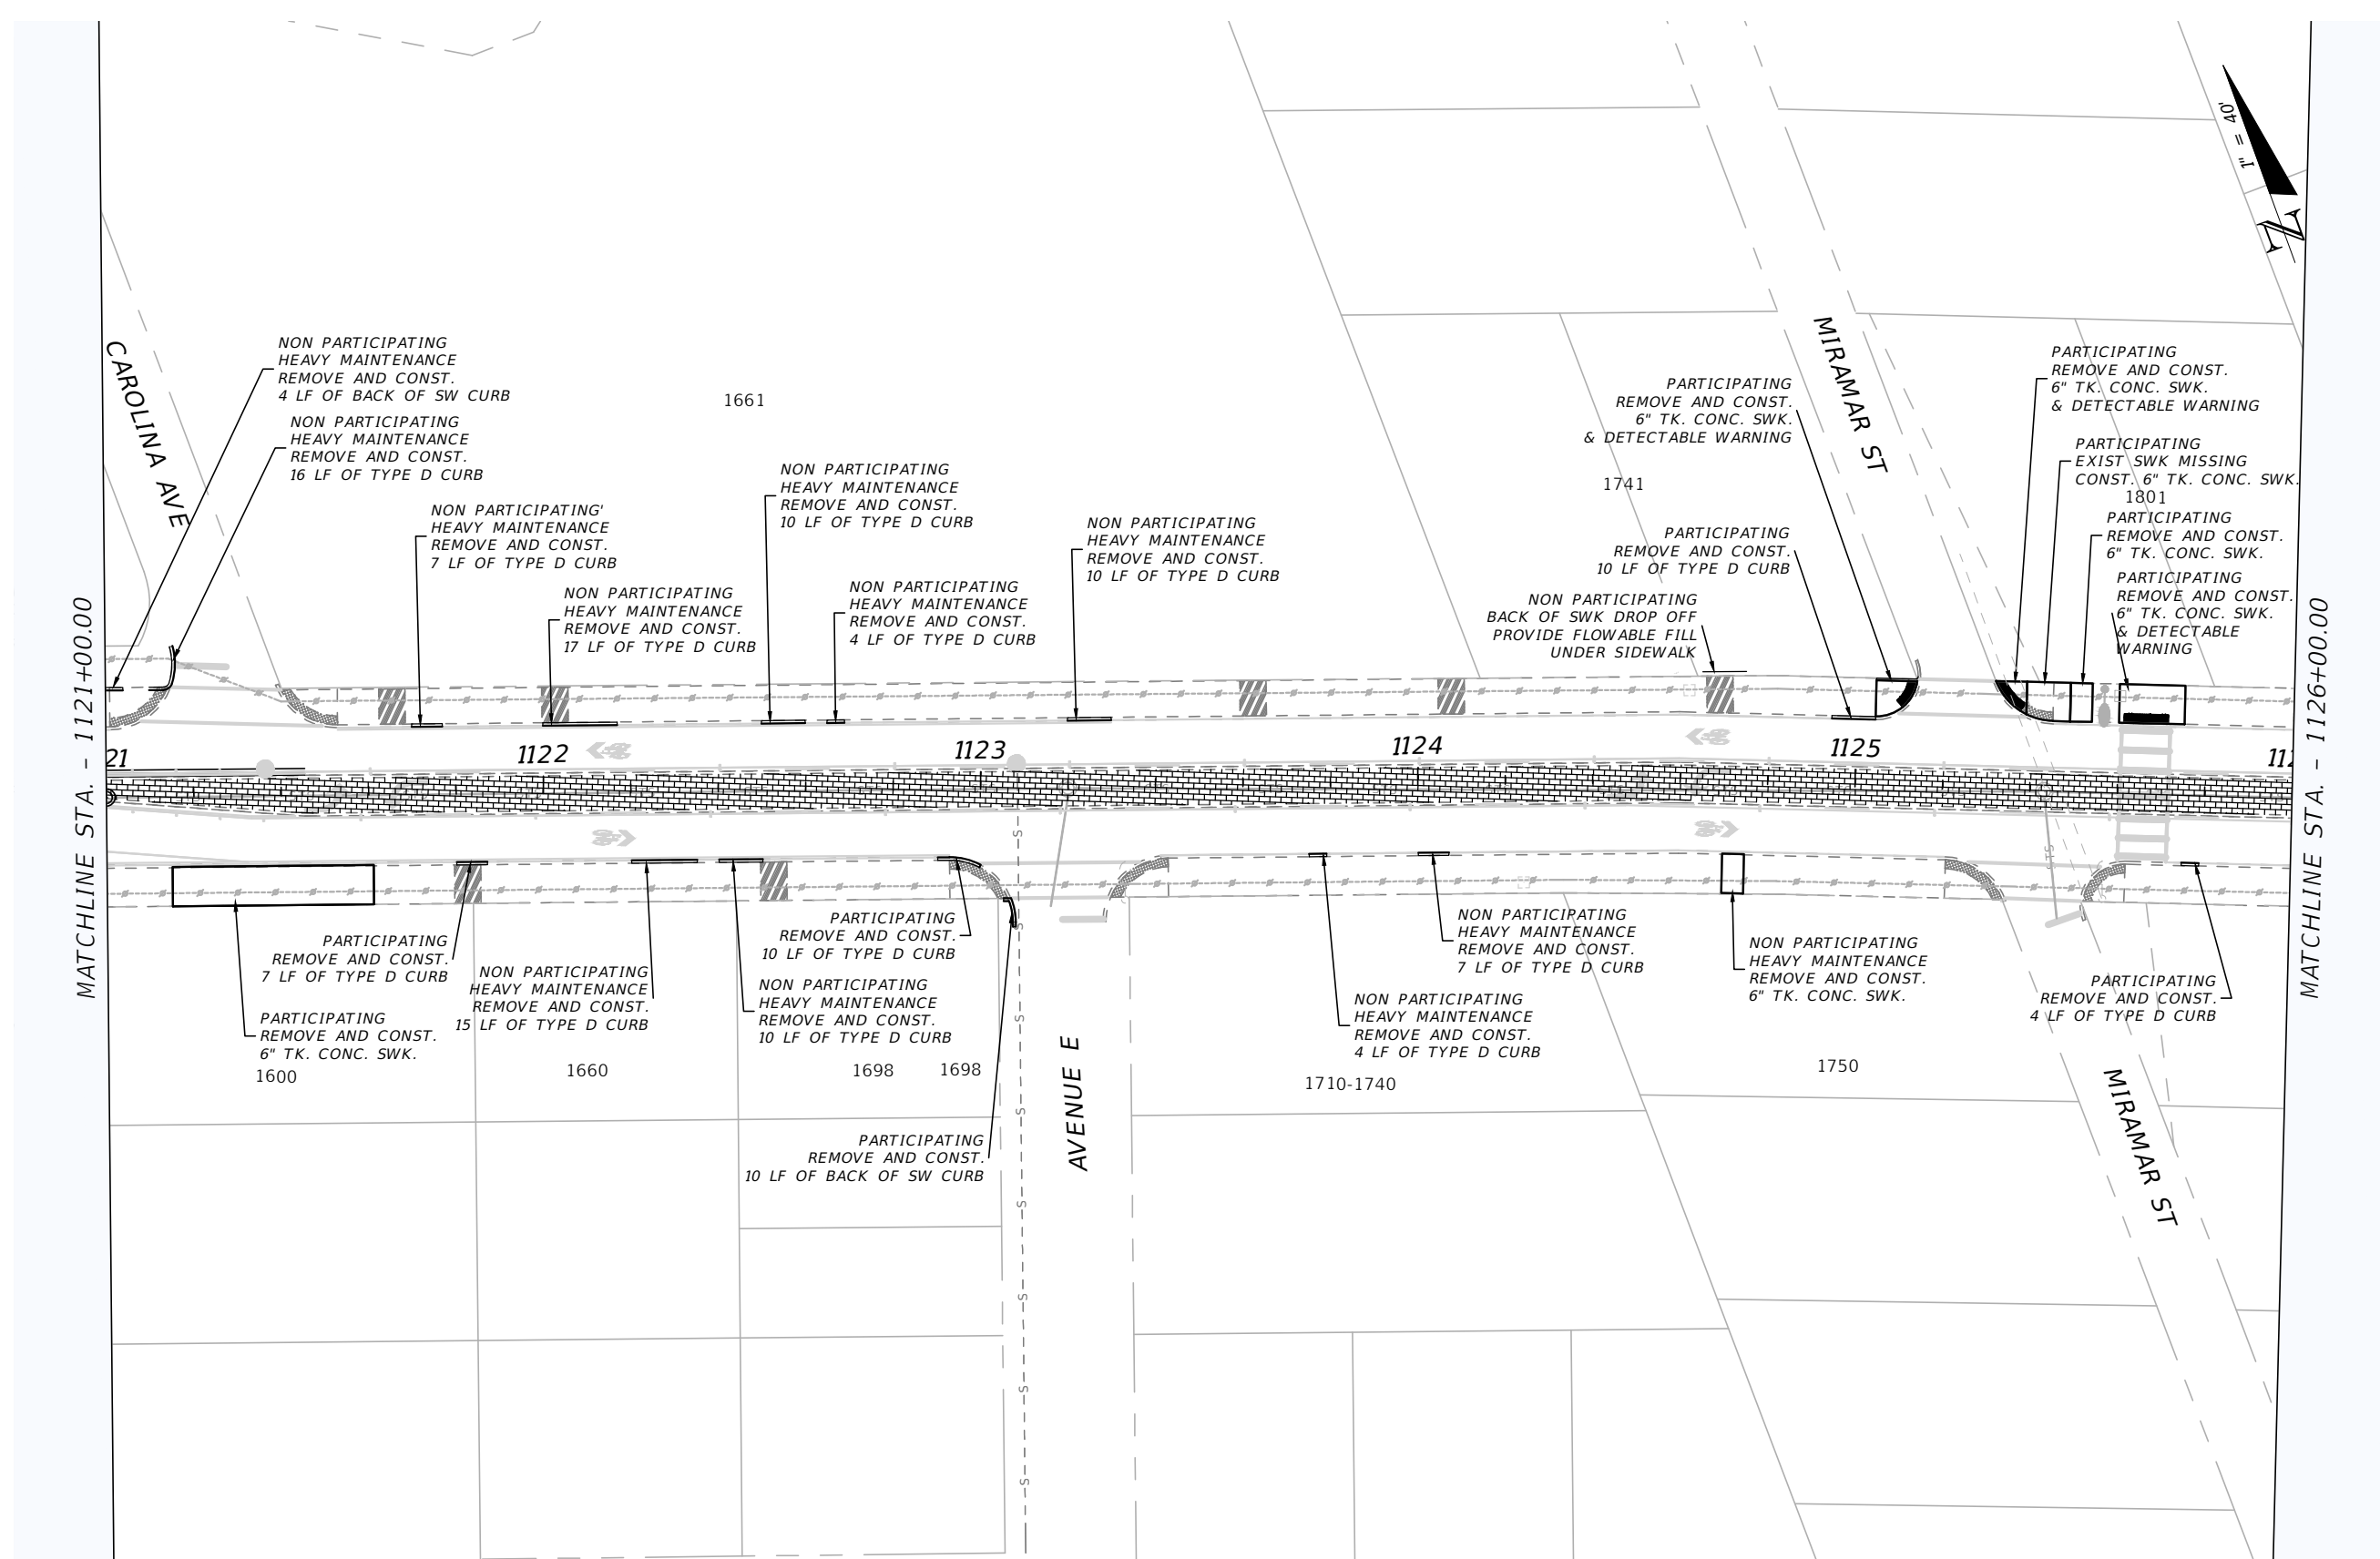 1" = 40'
N
CAROLINA AVE
NON PARTICIPATING
HEAVY MAINTENANCE
REMOVE AND CONST.
4 LF OF BACK OF SW CURB
NON PARTICIPATING
HEAVY MAINTENANCE
REMOVE AND CONST.
16 LF OF TYPE D CURB
NON PARTICIPATING'
HEAVY MAINTENANCE
REMOVE AND CONST.
7 LF OF TYPE D CURB
NON PARTICIPATING
HEAVY MAINTENANCE
REMOVE AND CONST.
17 LF OF TYPE D CURB
1661
NON PARTICIPATING
HEAVY MAINTENANCE
REMOVE AND CONST.
10 LF OF TYPE D CURB
NON PARTICIPATING
HEAVY MAINTENANCE
REMOVE AND CONST.
4 LF OF TYPE D CURB
NON PARTICIPATING
HEAVY MAINTENANCE
REMOVE AND CONST.
10 LF OF TYPE D CURB
PARTICIPATING
REMOVE AND CONST.
6" TK. CONC. SWK.
& DETECTABLE WARNING
1741
PARTICIPATING
REMOVE AND CONST.
10 LF OF TYPE D CURB
NON PARTICIPATING
BACK OF SWK DROP OFF
PROVIDE FLOWABLE FILL
UNDER SIDEWALK
MIRAMAR ST
PARTICIPATING
REMOVE AND CONST.
6" TK. CONC. SWK.
& DETECTABLE WARNING
PARTICIPATING
EXIST SWK MISSING
CONST. 6" TK. CONC. SWK.
1801
PARTICIPATING
REMOVE AND CONST.
6" TK. CONC. SWK.
PARTICIPATING
REMOVE AND CONST.
6" TK. CONC. SWK.
& DETECTABLE
WARNING
MATCHLINE STA. - 1121+00.00
MATCHLINE STA. - 1126+00.00
21
1122
1123
1124
1125
112
PARTICIPATING
REMOVE AND CONST.
7 LF OF TYPE D CURB
PARTICIPATING
REMOVE AND CONST.
6" TK. CONC. SWK.
1600
NON PARTICIPATING
HEAVY MAINTENANCE
REMOVE AND CONST.
15 LF OF TYPE D CURB
1660
PARTICIPATING
REMOVE AND CONST.
10 LF OF TYPE D CURB
NON PARTICIPATING
HEAVY MAINTENANCE
REMOVE AND CONST.
10 LF OF TYPE D CURB
1698
1698
PARTICIPATING
REMOVE AND CONST.
10 LF OF BACK OF SW CURB
S
S
S
S
S
S
S
S
AVENUE E
NON PARTICIPATING
HEAVY MAINTENANCE
REMOVE AND CONST.
7 LF OF TYPE D CURB
NON PARTICIPATING
HEAVY MAINTENANCE
REMOVE AND CONST.
4 LF OF TYPE D CURB
1710-1740
NON PARTICIPATING
HEAVY MAINTENANCE
REMOVE AND CONST.
6" TK. CONC. SWK.
1750
PARTICIPATING
REMOVE AND CONST.
4 LF OF TYPE D CURB
MIRAMAR ST